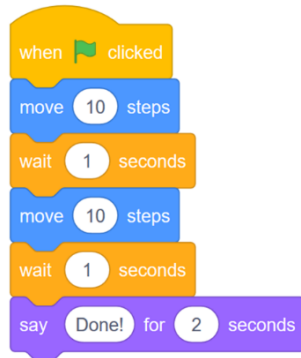 when clicked
move 10 steps
wait 1 seconds
move 10 steps
wait 1 seconds
say Done! for 2 seconds